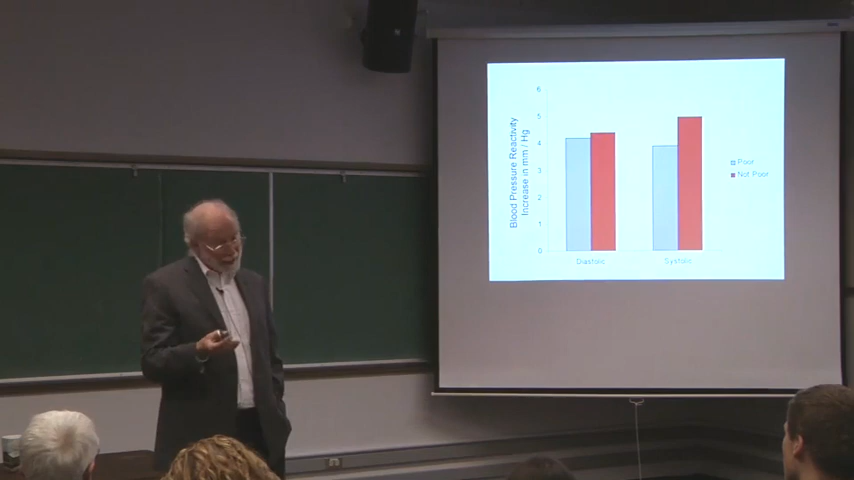 6
5
4
3
2
1
0
Blood Pressure Reactivity
Increase in mm / Hg
Diastolic
Systolic
Poor
Not Poor